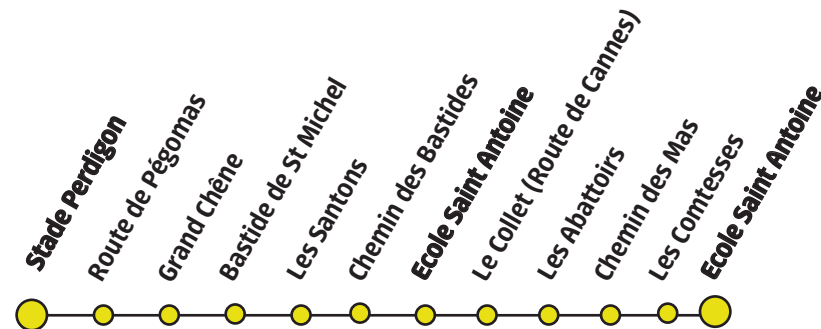 Stade Perdigon
Route de Pégomas
Grand Chêne
Bastide de St Michel
Les Santons
Chemin des Bastides
Ecole Saint Antoine
Le Collet (Route de Cannes)
Les Abattoirs
Chemin des Mas
Les Comtesses
Ecole Saint Antoine